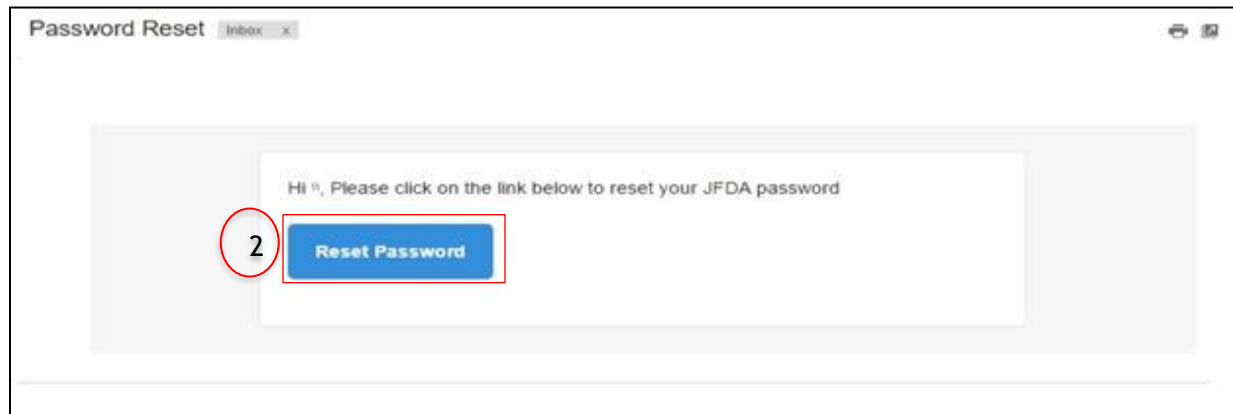 Password Reset Inbox x
Hi , Please click on the link below to reset your JFDA password
2
Reset Password